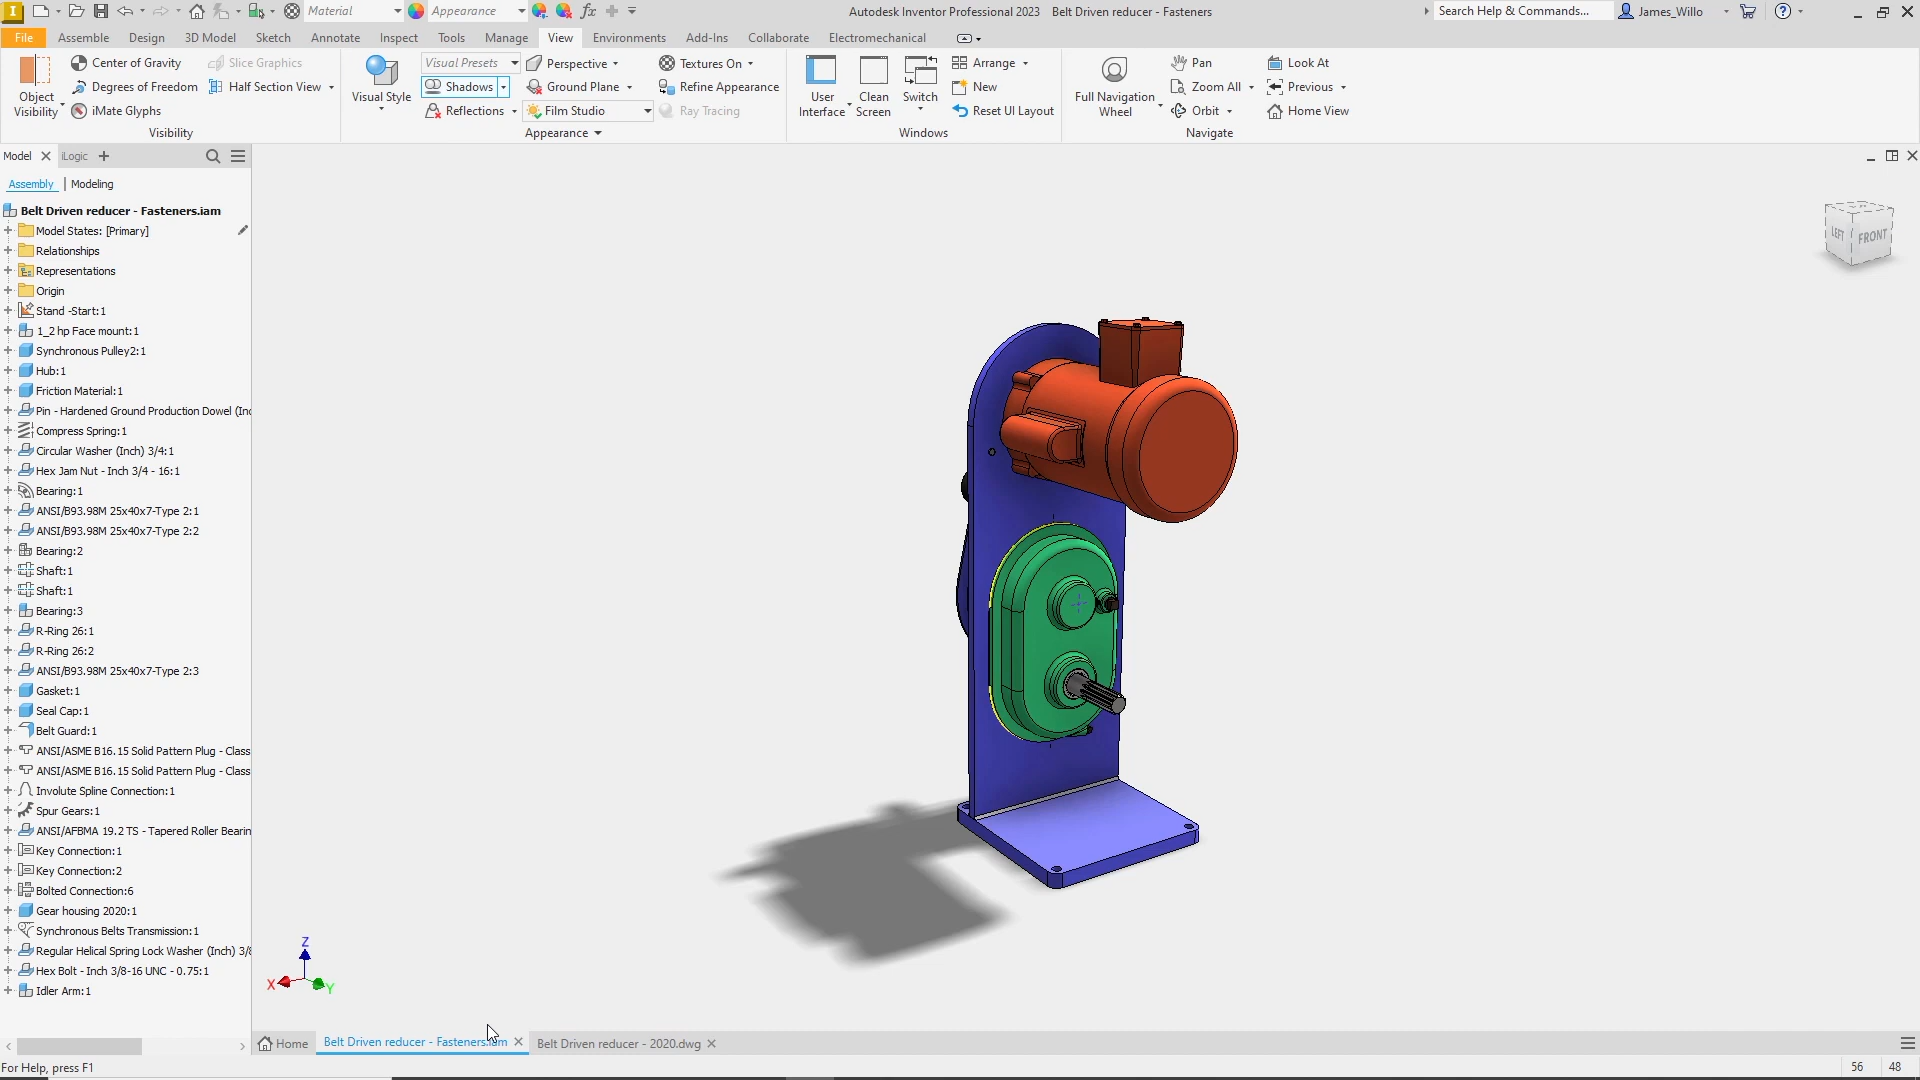 Material
Appearance
Autodesk Inventor Professional 2023 Belt Driven reducer - Fasteners
Search Help & Commands...
James_Willo
File Assemble Design 3D Model Sketch Annotate Inspect Tools Manage View Environments Add-Ins Collaborate Electromechanical
Object Visibility
Center of Gravity
Degrees of Freedom
iMate Glyphs
Slice Graphics
Half Section View
Visibility
Visual Style
Visual Presets
Shadows
Reflections
Perspective
Ground Plane
Film Studio
Textures On
Refine Appearance
Ray Tracing
Appearance
User Interface
Clean Screen
Switch
Arrange
New
Reset UI Layout
Windows
Full Navigation Wheel
Pan
Zoom All
Orbit
Look At
Previous
Home View
Navigate
Model iLogic
Assembly | Modeling
Belt Driven reducer - Fasteners.iam
Model States: [Primary]
Relationships
Representations
Origin
Stand -Start:1
1_2 hp Face mount:1
Synchronous Pulley2:1
Hub:1
Friction Material:1
Pin - Hardened Ground Production Dowel (Inc
Compress Spring:1
Circular Washer (Inch) 3/4:1
Hex Jam Nut - Inch 3/4 - 16:1
Bearing:1
ANSI/B93.98M 25x40x7-Type 2:1
ANSI/B93.98M 25x40x7-Type 2:2
Bearing:2
Shaft:1
Shaft:1
Bearing:3
R-Ring 26:1
R-Ring 26:2
ANSI/B93.98M 25x40x7-Type 2:3
Gasket:1
Seal Cap:1
Belt Guard:1
ANSI/ASME B16.15 Solid Pattern Plug - Class
ANSI/ASME B16.15 Solid Pattern Plug - Class
Involute Spline Connection:1
Spur Gears:1
ANSI/AFBMA 19.2 TS - Tapered Roller Bearin
Key Connection:1
Key Connection:2
Bolted Connection:6
Gear housing 2020:1
Synchronous Belts Transmission:1
Regular Helical Spring Lock Washer (Inch) 3/8
Hex Bolt - Inch 3/8-16 UNC - 0.75:1
Idler Arm:1
LEFT FRONT
Z
X
Y
Home
Belt Driven reducer - Fasteners.iam
Belt Driven reducer - 2020.dwg
For Help, press F1
56 48